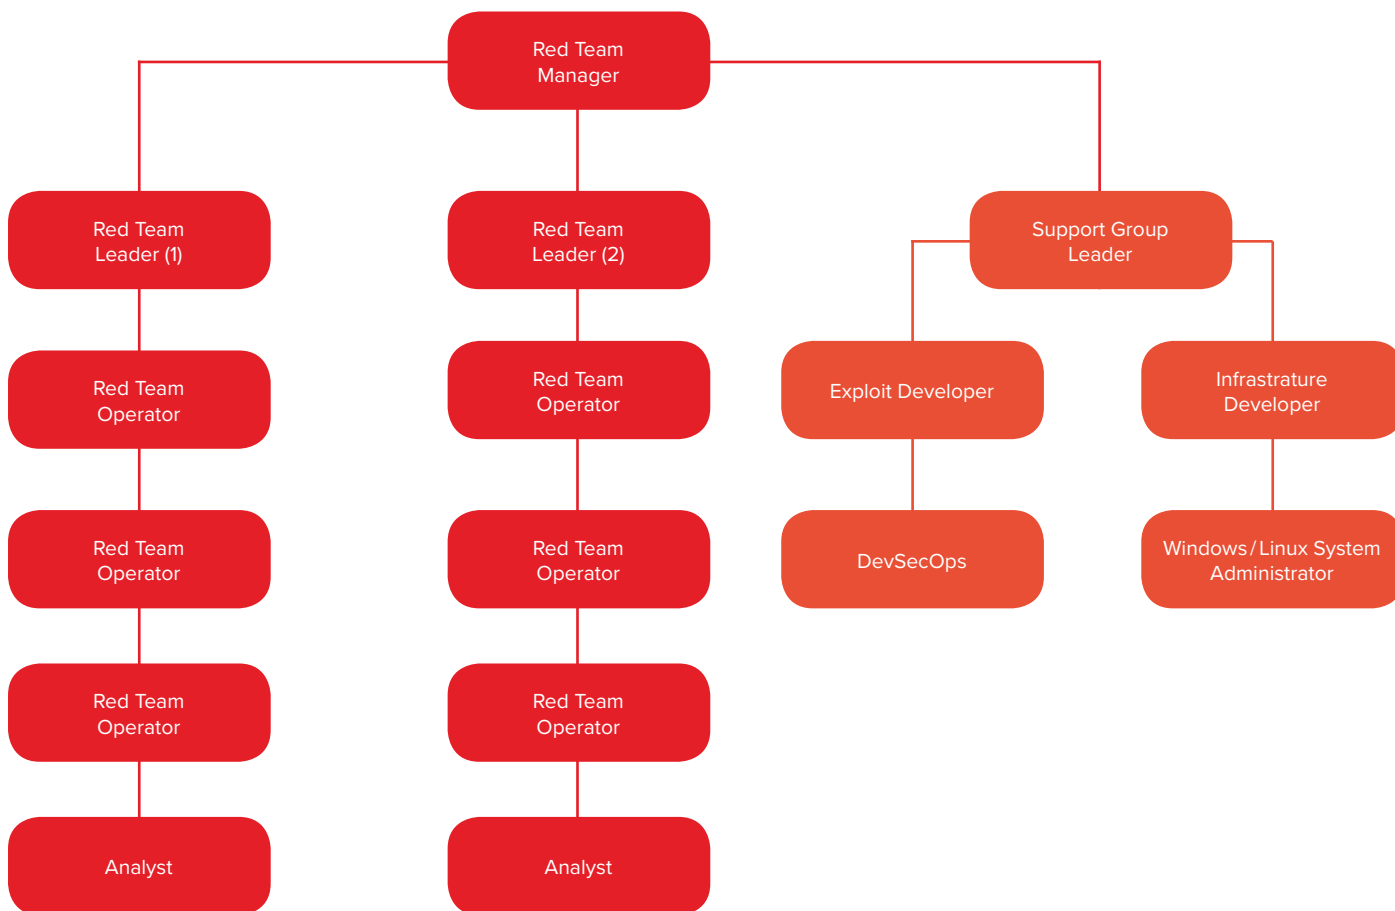 Red Team
Manager
Red Team
Leader (1)
Red Team
Leader (2)
Support Group
Leader
Red Team
Operator
Red Team
Operator
Exploit Developer
Infrastrature
Developer
Red Team
Operator
Red Team
Operator
DevSecOps
Windows/Linux System
Administrator
Red Team
Operator
Red Team
Operator
Analyst
Analyst